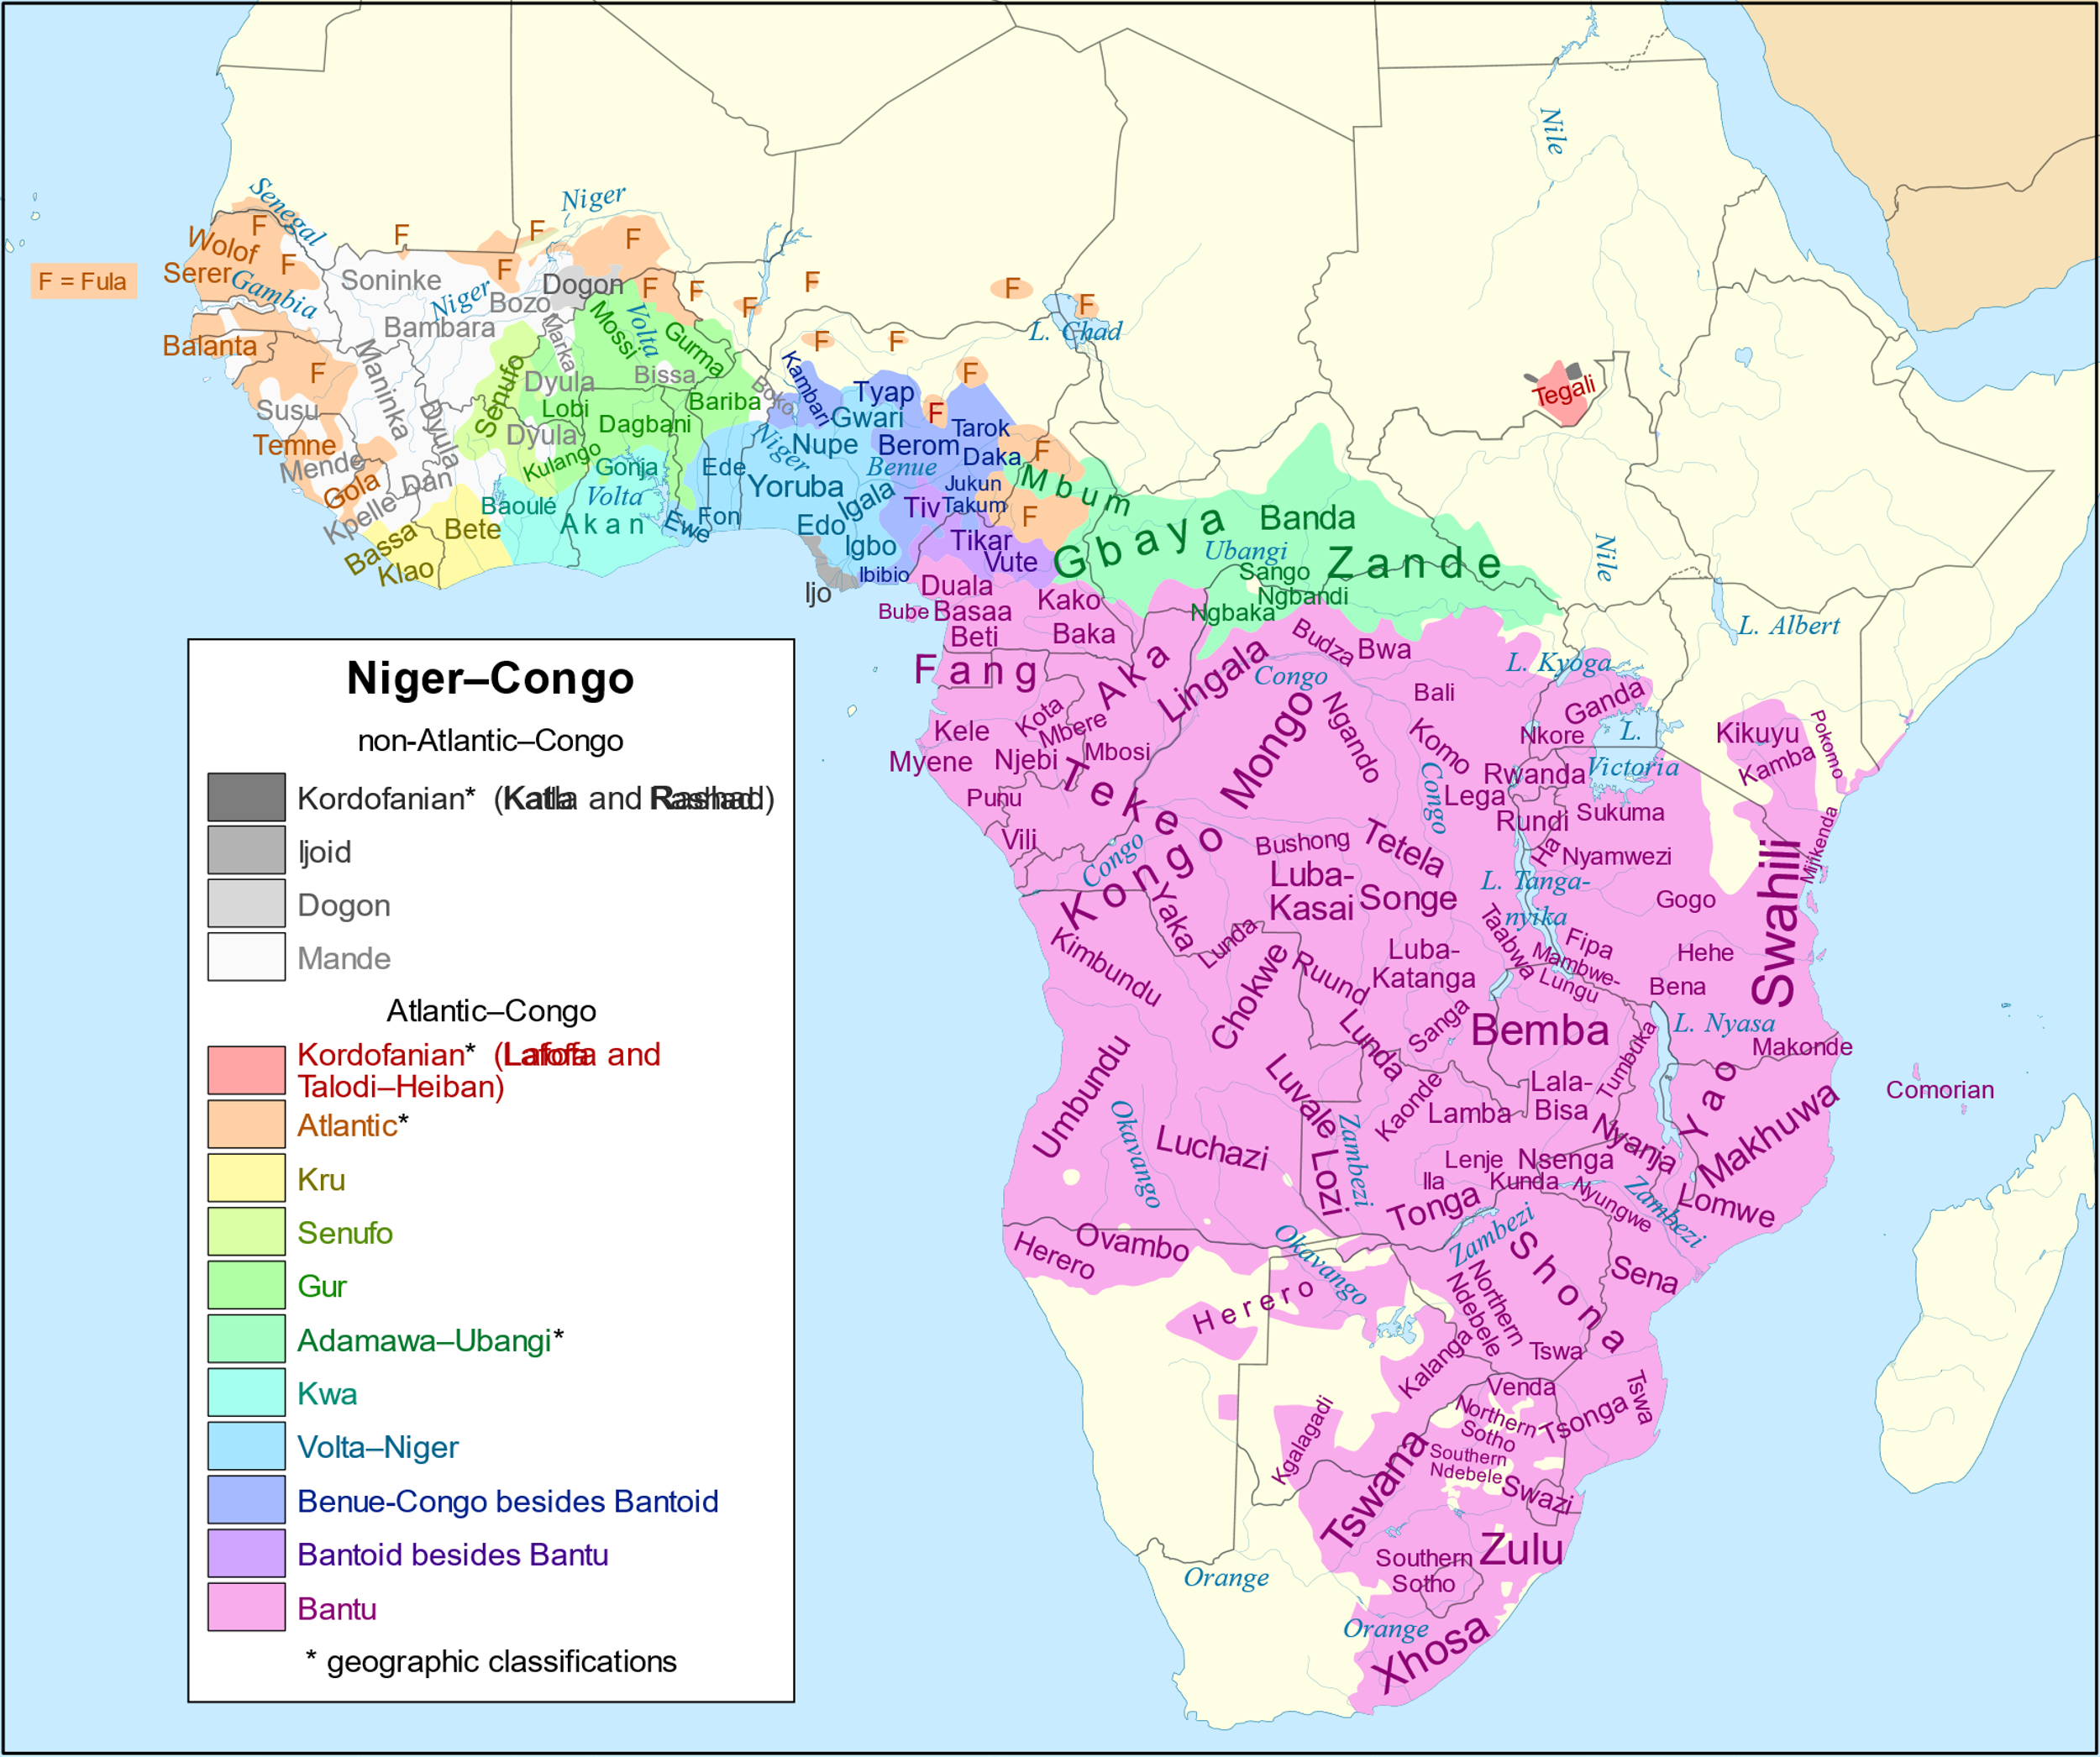 Niger
Nile
Senegal
F
Wolof
F
F
F
F
Serer
F
Gambia
F = Fula
Soninke
F
Niger
Bozo
Dogon
F
F
F
F
F
F
L. Chad
Balanta
Bambara
Marka
Mossi
Volta
Gurma
F
F
F
F
Maninka
Senufo
Dyula
Bissa
Boko
Kambari
Tyap
Tegali
Susu
Dyula
Lobi
Bariba
Gwari
F
Tarok
Temne
Dyula
Dagbani
Niger
Nupe
Berom
Daka
F
Mende
Kulango
Gonja
Ede
Benue
Gola
Dan
Baoulé
Volta
Yoruba
Igala
Jukun
Takum
Mbum
Kpelle
Akan
Ewe
Fon
Tiv
F
Bassa
Bete
Edo
Igbo
Tikar
Gbaya
Banda
Klao
Ijo
Ibibio
Vute
Ubangi
Zande
Nile
Sango
Ngbandi
Ngbaka
Duala
Kako
Bube
Basaa
Beti
Baka
L. Albert
Fang
Aka
Lingala
Budza
Bwa
Congo
L. Kyoga
Kele
Kota
Mbere
Mongo
Ngando
Bali
Ganda
Komo
Nkore
L.
Victoria
Kikuyu
Pokomo
Kamba
Myene
Njebi
Mbosi
Teke
Congo
Rwanda
Lega
Punu
Rundi
Sukuma
Vili
Congo
Kongo
Bushong
Tetela
Ha
Nyamwezi
Mijikenda
Swahili
Luba-
Kasai
Songe
L. Tanga-
nyika
Gogo
Yaka
Lunda
Kimbundu
Chokwe
Ruund
Luba-
Katanga
Taabwa
Fipa
Mambwe-
Lungu
Hehe
Bena
Sanga
Bemba
L. Nyasa
Makonde
Umbundu
Lunda
Luvale
Tumbuka
Yao
Comorian
Kaonde
Lamba
Lala-
Bisa
Makhuwa
Okavango
Luchazi
Zambezi
Lozi
Nyanja
Lenje
Nsenga
Ila
Kunda
Nyungwe
Zambezi
Lomwe
Tonga
Ovambo
Herero
Okavango
Zambezi
Shona
Sena
Herero
Northern
Ndebele
Kalanga
Tswa
Venda
Tswa
Kgalagadi
Northern
Sotho
Tsonga
Tswana
Southern
Ndebele
Swazi
Zulu
Southern
Sotho
Orange
Orange
Xhosa
Niger–Congo
non-Atlantic–Congo
Kordofanian* (Katla and Rashad)
Ijoid
Dogon
Mande
Atlantic–Congo
Kordofanian* (Lafofa and
Talodi–Heiban)
Atlantic*
Kru
Senufo
Gur
Adamawa–Ubangi*
Kwa
Volta–Niger
Benue-Congo besides Bantoid
Bantoid besides Bantu
Bantu
* geographic classifications